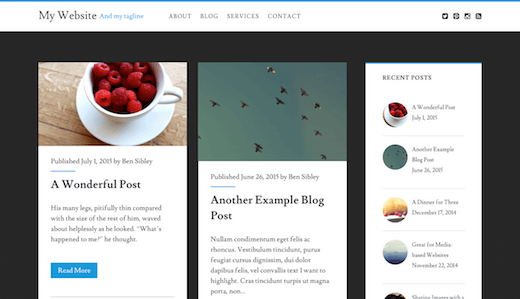 My Website And my tagline
ABOUT BLOG SERVICES CONTACT
Published July 1, 2015 by Ben Sibley
A Wonderful Post
His many legs, pitifully thin compared
with the size of the rest of him, waved
about helplessly as he looked. "What's
happened to me?" he thought.
Read More
Published June 26, 2015 by Ben Sibley
Another Example Blog
Post
Nullam condimentum eget felis ac
rhoncus. Vestibulum tincidunt, purus
feugiat cursus dignissim, dui dolor
dapibus felis, vel convallis text I want to
highlight. Cras tincidunt turpis ut magna
porta, non...
RECENT POSTS
A Wonderful Post
July 1, 2015
Another Example
Blog Post
June 26, 2015
A Dinner for Three
December 17, 2014
Great for Media-
based Websites
November 22, 2014
Sharing Images with a